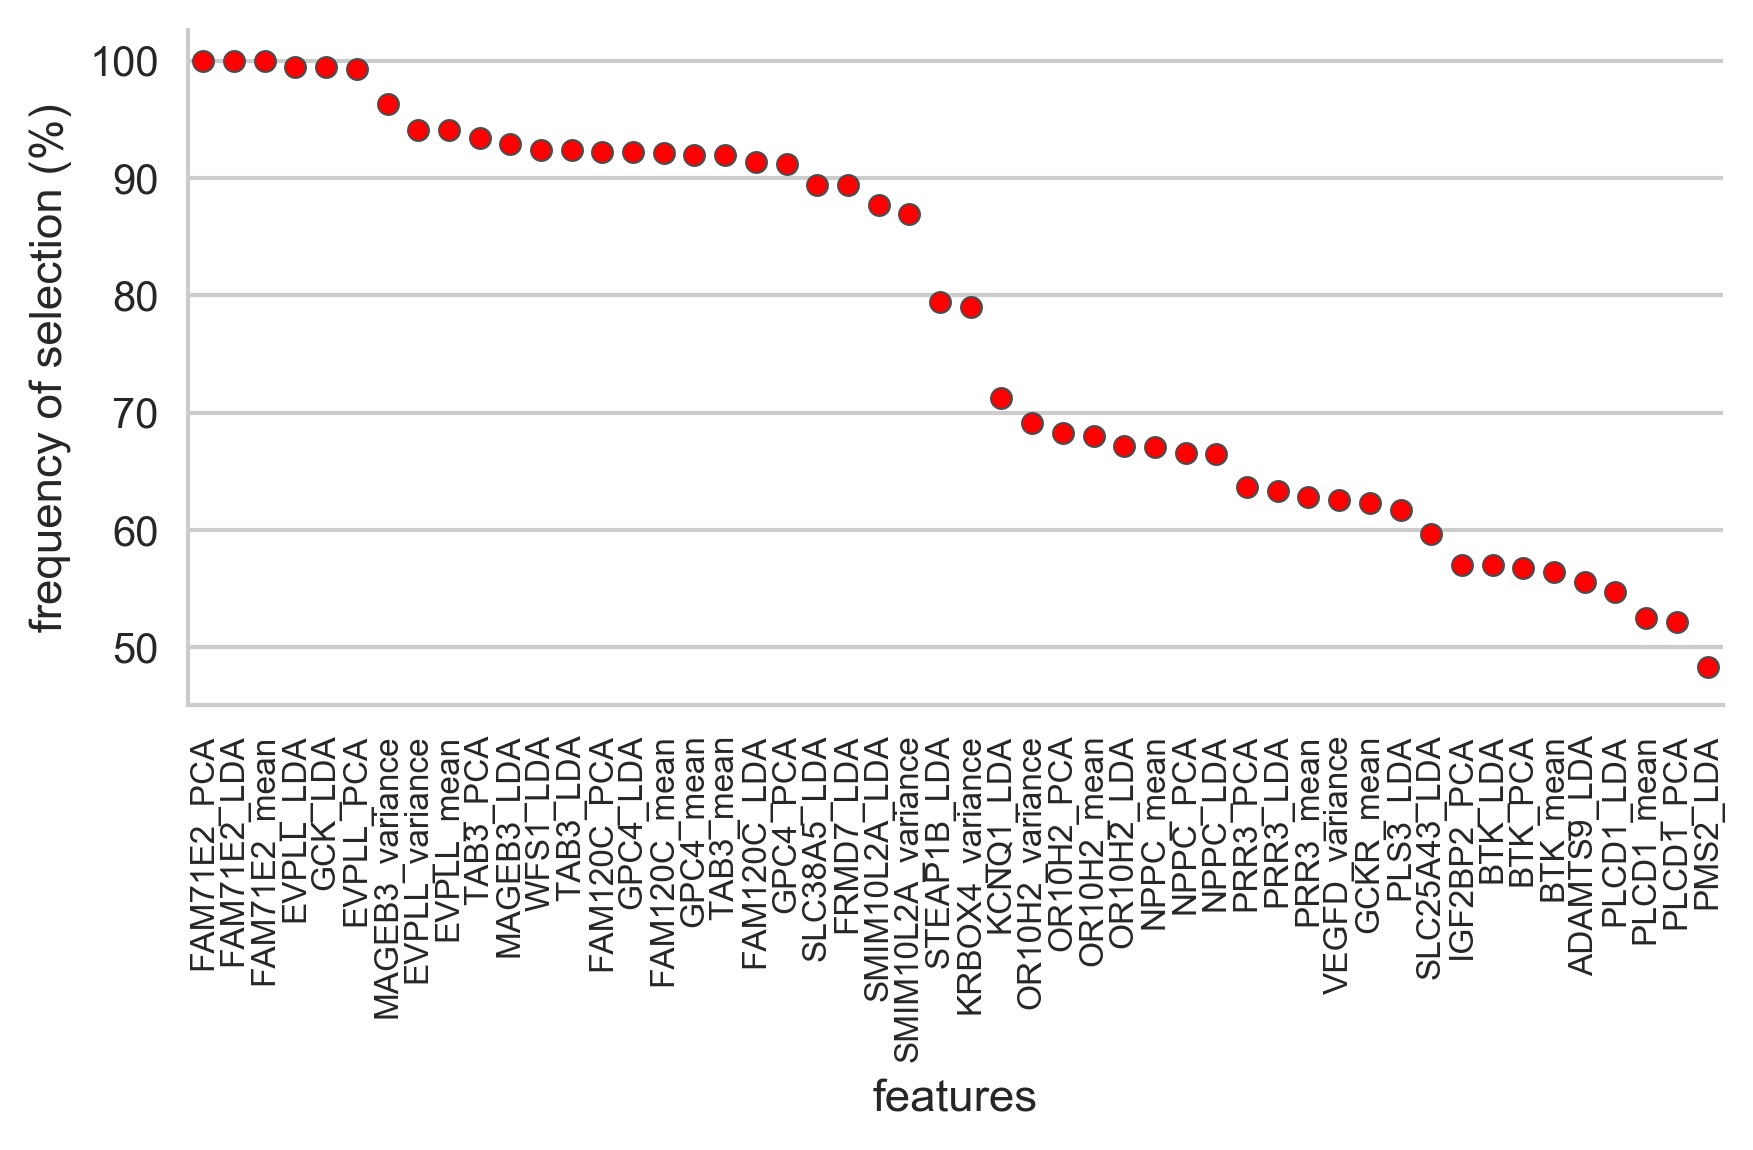 100
90
80
70
60
50
frequency of selection (%)
FAM71E2_PCA
FAM71E2_LDA
FAM71E2_mean
EVPLL_LDA
GCK_LDA
EVPLL_PCA
MAGEB3_variance
EVPLL_variance
EVPLL_mean
TAB3_PCA
MAGEB3_LDA
WFS1_LDA
TAB3_LDA
FAM120C_PCA
GPC4_LDA
FAM120C_mean
GPC4_mean
TAB3_mean
FAM120C_LDA
GPC4_PCA
SLC38A5_LDA
FRMD7_LDA
SMIM10L2A_LDA
SMIM10L2A_variance
STEAP1B_LDA
KRBOX4_variance
KCNQ1_LDA
OR10H2_variance
OR10H2_PCA
OR10H2_mean
OR10H2_LDA
NPPC_mean
NPPC_PCA
NPPC_LDA
PRR3_PCA
PRR3_LDA
PRR3_mean
VEGFD_variance
GCKR_mean
PLS3_LDA
SLC25A43_LDA
IGF2BP2_PCA
BTK_LDA
BTK_PCA
BTK_mean
ADAMTS9_LDA
PLCD1_LDA
PLCD1_mean
PLCD1_PCA
PMS2_LDA
features